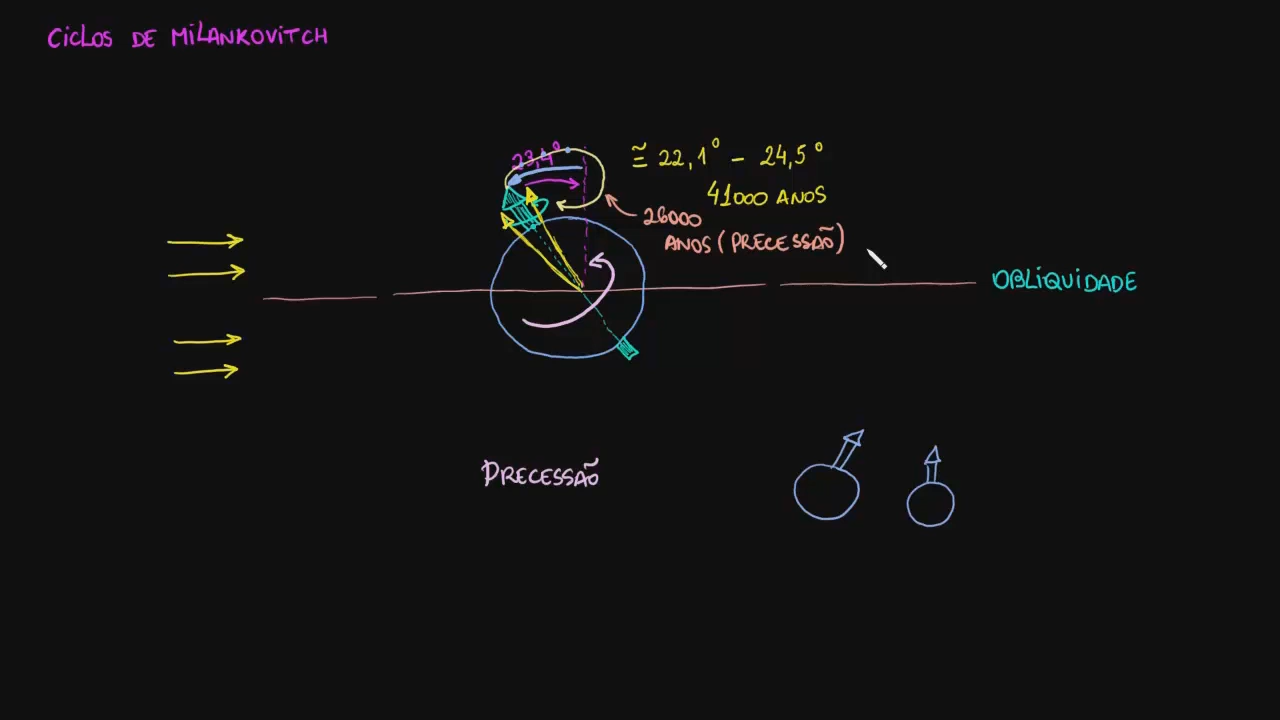 CICLOS DE MILANKOVITCH
23,4°
≅ 22,1° - 24,5°
41000 ANOS
26000
ANOS (PRECESSÃO)
OBLIQUIDADE
PRECESSÃO